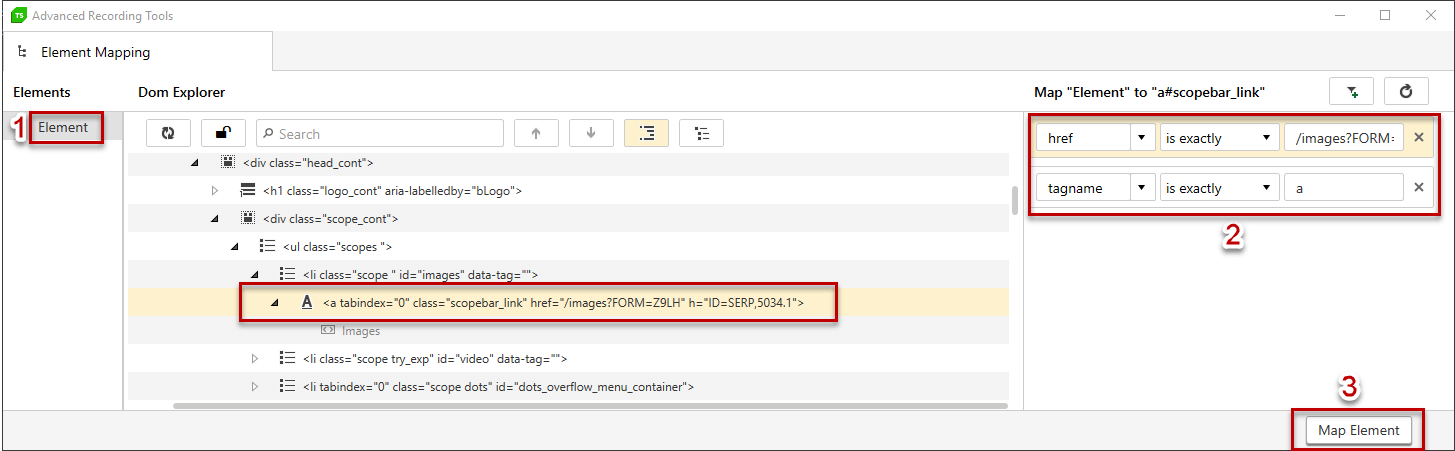 TS Advanced Recording Tools
Element Mapping
Elements
Dom Explorer
Map "Element" to "a#scopebar_link"
1
Element
Search
href
is exactly
/images?FORM=
<div class="head_cont">
<h1 class="logo_cont" aria-labelledby="bLogo">
tagname
is exactly
a
<div class="scope_cont">
2
<ul class="scopes ">
<li class="scope " id="images" data-tag="">
<a tabindex="0" class="scopebar_link" href="/images?FORM=Z9LH" h="ID=SERP,5034.1">
Images
<li class="scope try_exp" id="video" data-tag="">
<li tabindex="0" class="scope dots" id="dots_overflow_menu_container">
3
Map Element